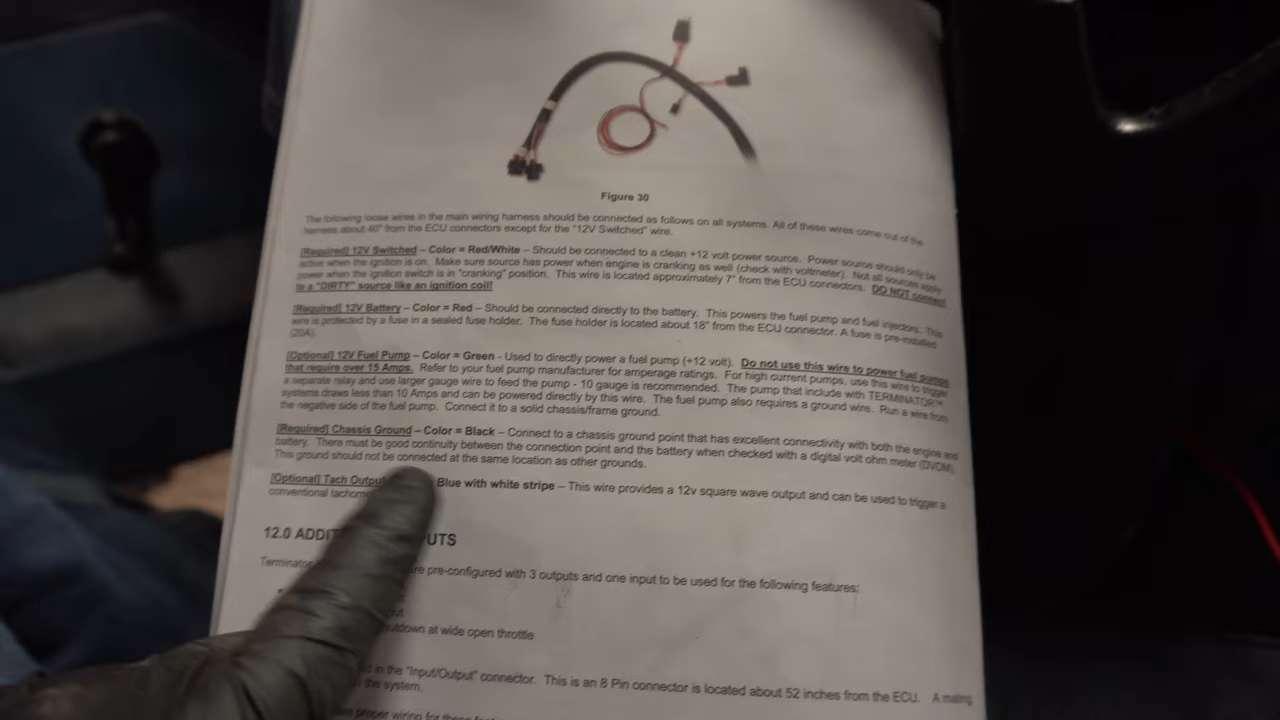 Figure 30
The following loose wires in the main wiring harness should be connected as follows on all systems. All of these wires come out of the
harness about 40" from the ECU connectors except for the "12V Switched" wire.
[Required] 12V Switched – Color = Red/White – Should be connected to a clean +12 volt power source. Power source should only be
active when the ignition is on. Make sure source has power when engine is cranking as well (check with voltmeter). Not all sources apply
power when the ignition switch is in "cranking" position. This wire is located approximately 7" from the ECU connectors. DO NOT connect
to a "DIRTY" source like an ignition coil!
[Required] 12V Battery – Color = Red – Should be connected directly to the battery. This powers the fuel pump and fuel injectors. This
wire is protected by a fuse in a sealed fuse holder. The fuse holder is located about 18" from the ECU connector. A fuse is pre-installed
(20A).
[Optional] 12V Fuel Pump – Color = Green - Used to directly power a fuel pump (+12 volt). Do not use this wire to power fuel pumps
that require over 15 Amps. Refer to your fuel pump manufacturer for amperage ratings. For high current pumps, use this wire to trigger
a separate relay and use larger gauge wire to feed the pump - 10 gauge is recommended. The pump that include with TERMINATOR™
systems draws less than 10 Amps and can be powered directly by this wire. The fuel pump also requires a ground wire. Run a wire from
the negative side of the fuel pump. Connect it to a solid chassis/frame ground.
[Required] Chassis Ground – Color = Black – Connect to a chassis ground point that has excellent connectivity with both the engine and
battery. There must be good continuity between the connection point and the battery when checked with a digital volt ohm meter (DVOM).
This ground should not be connected at the same location as other grounds.
[Optional] Tach Output Blue with white stripe – This wire provides a 12v square wave output and can be used to trigger a
conventional
12.0 ADDIT UTS
Terminator pre-configured with 3 outputs and one input to be used for the following features:
at wide open throttle
in the "Input/Output" connector. This is an 8 Pin connector is located about 52 inches from the ECU. A mating
the system.
proper wiring for